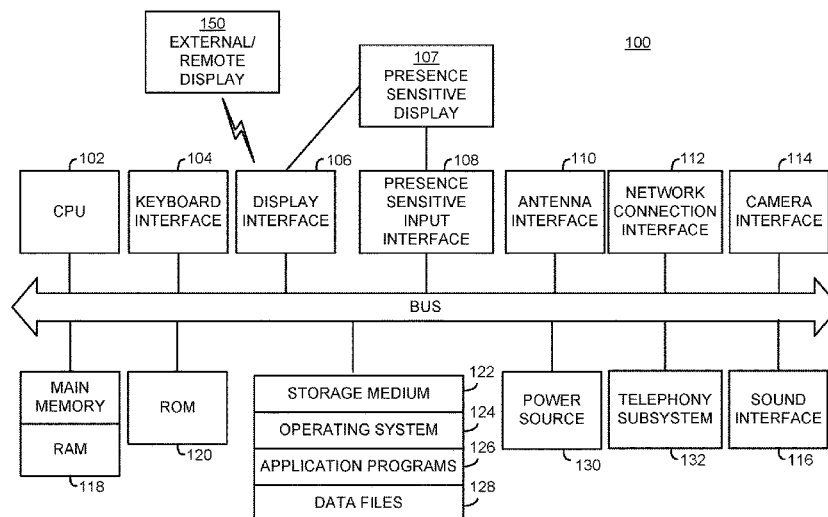 150
EXTERNAL/
REMOTE
DISPLAY
107
PRESENCE
SENSITIVE
DISPLAY
100
102
CPU
104
KEYBOARD
INTERFACE
106
DISPLAY
INTERFACE
108
PRESENCE
SENSITIVE
INPUT
INTERFACE
110
ANTENNA
INTERFACE
112
NETWORK
CONNECTION
INTERFACE
114
CAMERA
INTERFACE
BUS
MAIN
MEMORY
RAM
118
ROM
120
STORAGE MEDIUM
122
OPERATING SYSTEM
124
APPLICATION PROGRAMS
126
DATA FILES
128
POWER
SOURCE
130
TELEPHONY
SUBSYSTEM
132
SOUND
INTERFACE
116